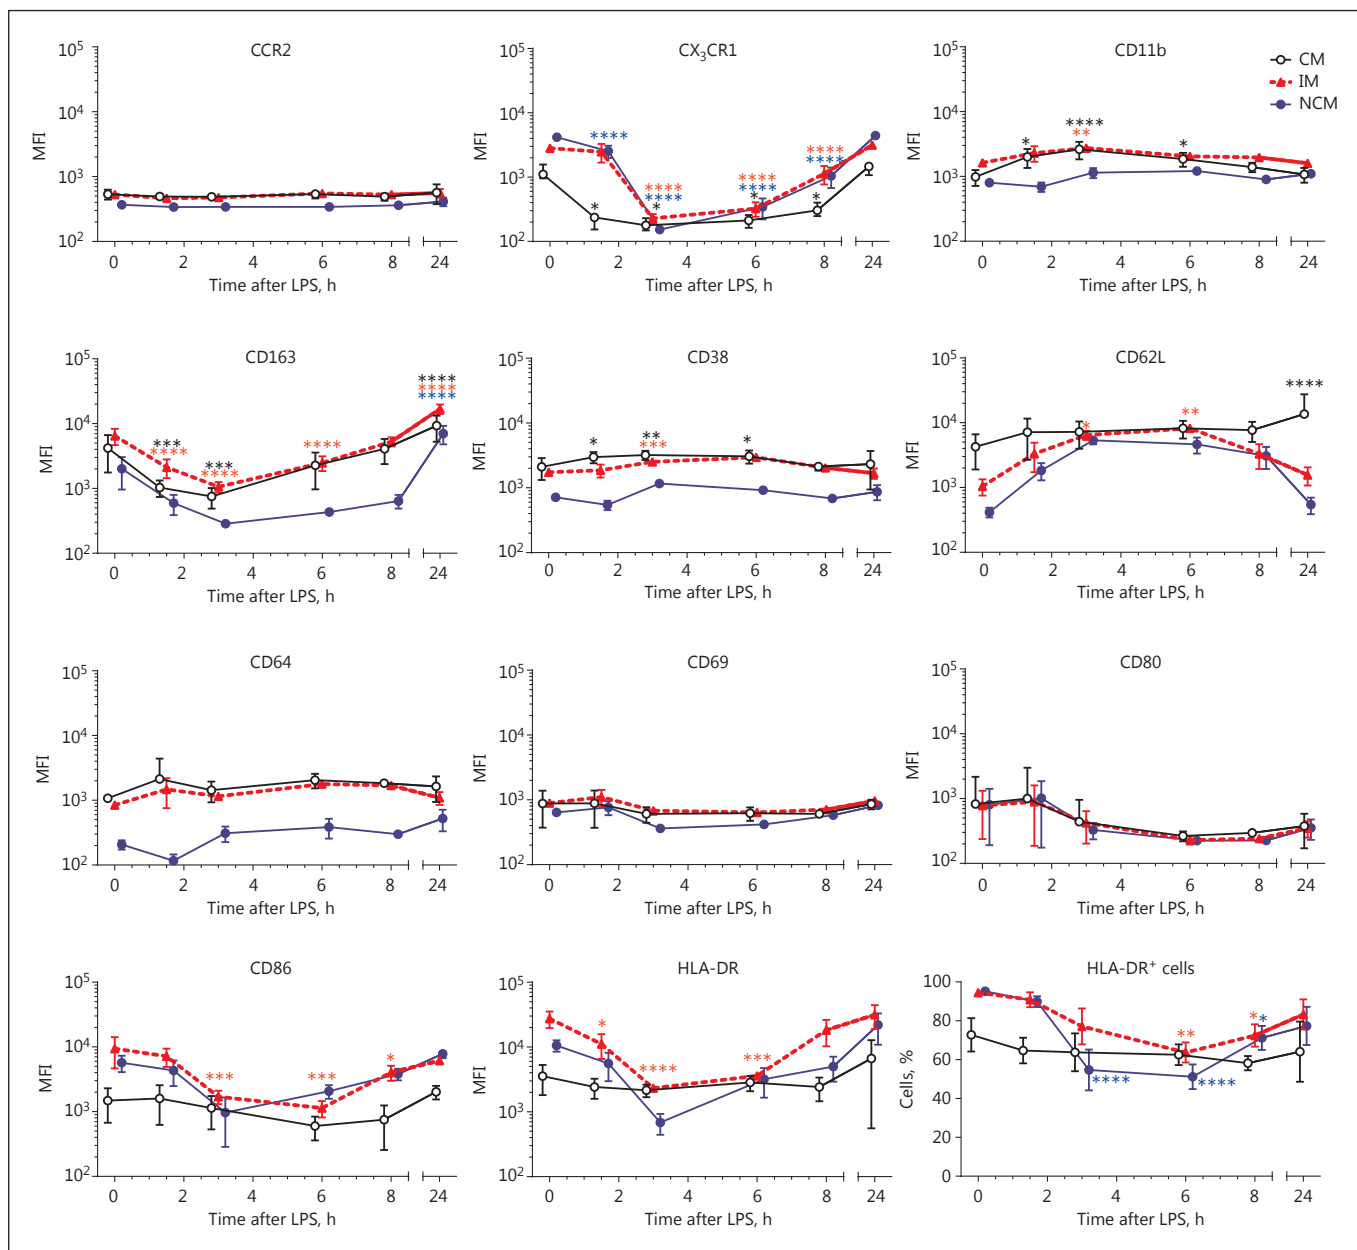 CCR2
MFI
10⁵
10⁴
10³
10²
0 2 4 6 8 24
Time after LPS, h
CX₃CR1
MFI
10⁵
10⁴
10³
10²
****
****
****
****
****
****
****
*
*
*
*
0 2 4 6 8 24
Time after LPS, h
CD11b
MFI
10⁵
10⁴
10³
10²
*
****
**
*
CM
IM
NCM
0 2 4 6 8 24
Time after LPS, h
CD163
MFI
10⁵
10⁴
10³
10²
***
****
***
****
****
****
****
****
0 2 4 6 8 24
Time after LPS, h
CD38
MFI
10⁵
10⁴
10³
10²
*
**
***
*
0 2 4 6 8 24
Time after LPS, h
CD62L
MFI
10⁵
10⁴
10³
10²
*
**
****
0 2 4 6 8 24
Time after LPS, h
CD64
MFI
10⁵
10⁴
10³
10²
0 2 4 6 8 24
Time after LPS, h
CD69
MFI
10⁵
10⁴
10³
10²
0 2 4 6 8 24
Time after LPS, h
CD80
MFI
10⁵
10⁴
10³
10²
0 2 4 6 8 24
Time after LPS, h
CD86
MFI
10⁵
10⁴
10³
10²
***
***
*
0 2 4 6 8 24
Time after LPS, h
HLA-DR
MFI
10⁵
10⁴
10³
10²
*
****
***
0 2 4 6 8 24
Time after LPS, h
HLA-DR⁺ cells
Cells, %
100
80
60
40
20
0
****
**
****
* *
0 2 4 6 8 24
Time after LPS, h